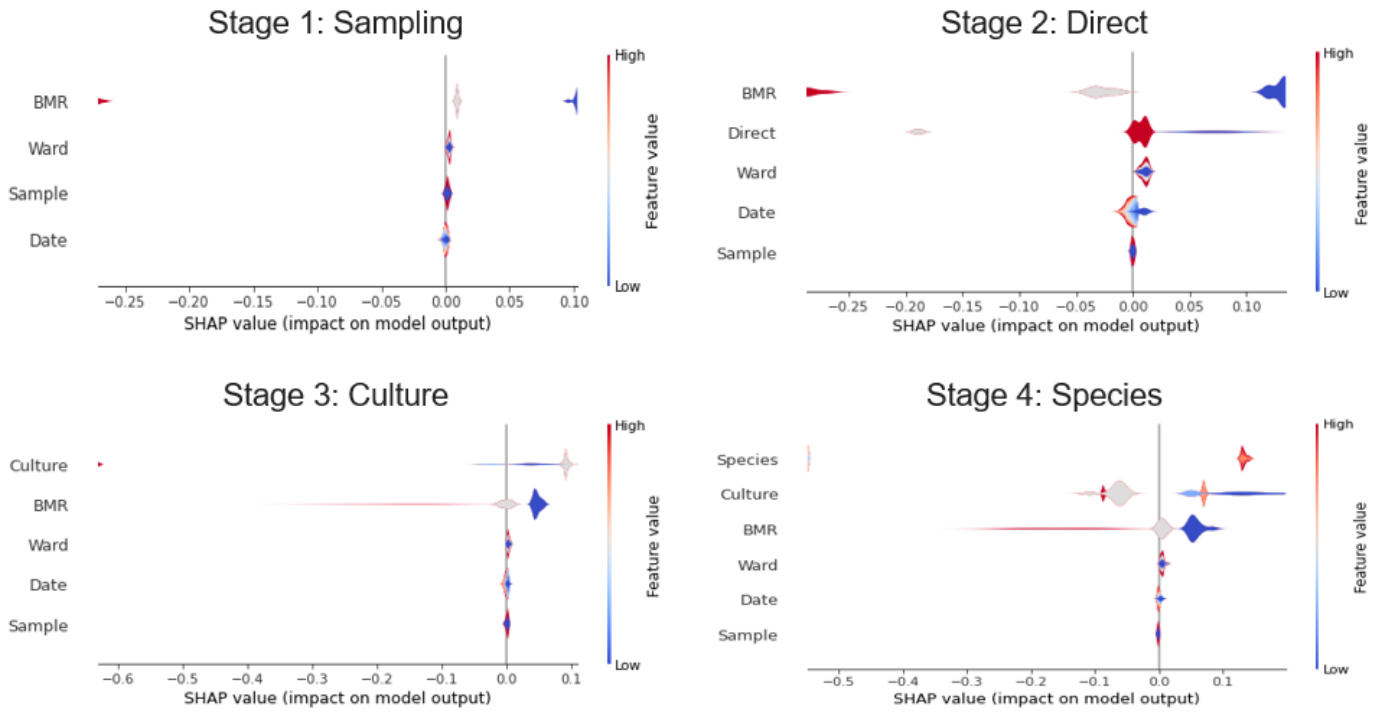 Stage 1: Sampling
High
BMR
Ward
Sample
Date
Low
Feature value
−0.25 −0.20 −0.15 −0.10 −0.05 0.00 0.05 0.10
SHAP value (impact on model output)
Stage 2: Direct
High
BMR
Direct
Ward
Date
Sample
Low
Feature value
−0.25 −0.20 −0.15 −0.10 −0.05 0.00 0.05 0.10
SHAP value (impact on model output)
Stage 3: Culture
High
Culture
BMR
Ward
Date
Sample
Low
Feature value
−0.6 −0.5 −0.4 −0.3 −0.2 −0.1 0.0 0.1
SHAP value (impact on model output)
Stage 4: Species
High
Species
Culture
BMR
Ward
Date
Sample
Low
Feature value
−0.5 −0.4 −0.3 −0.2 −0.1 0.0 0.1
SHAP value (impact on model output)